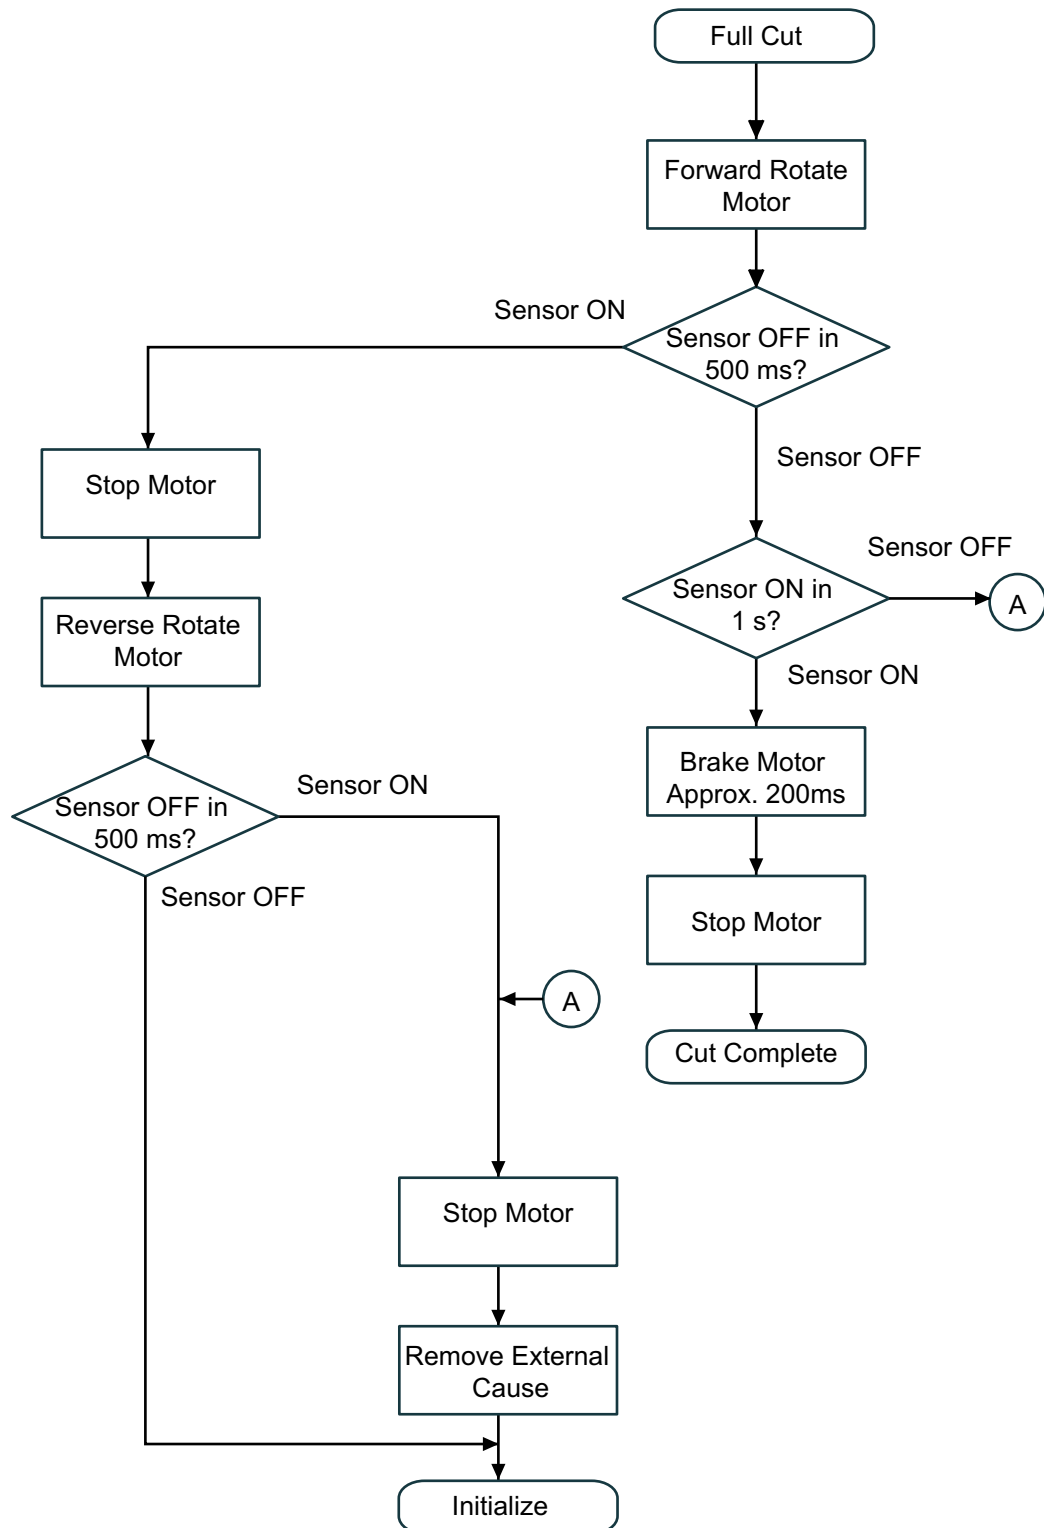 Full Cut
Forward Rotate
Motor
Sensor ON
Sensor OFF in
500 ms?
Sensor OFF
Stop Motor
Sensor OFF
Sensor ON in
1 s?
A
Reverse Rotate
Motor
Sensor ON
Brake Motor
Approx. 200ms
Sensor ON
Sensor OFF in
500 ms?
Sensor OFF
Stop Motor
A
Cut Complete
Stop Motor
Remove External
Cause
Initialize